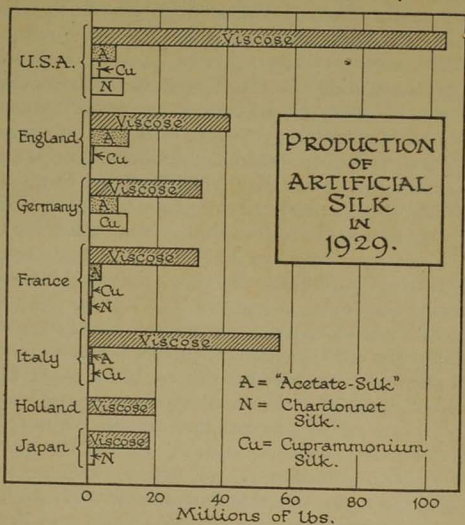 U.S.A.
Viscose
A
Cu
N
England
Viscose
A
Cu
Germany
Viscose
A
Cu
France
Viscose
A
Cu
N
Italy
Viscose
A
Cu
Holland
Viscose
Japan
Viscose
N
PRODUCTION
OF
ARTIFICIAL
SILK
IN
1929.
A = "Acetate-Silk"
N = Chardonnet
Silk.
Cu = Cuprammonium
Silk.
0 20 40 60 80 100
Millions of lbs.